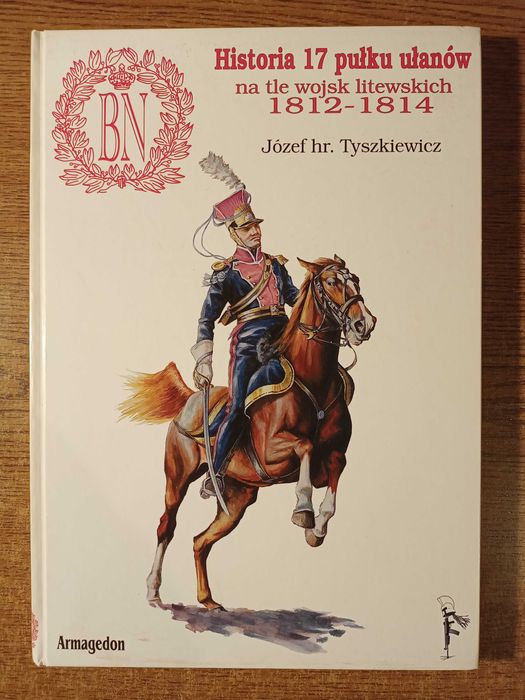 BN
Historia 17 pułku ułanów
na tle wojsk litewskich
1812-1814
Józef hr. Tyszkiewicz
Armagedon